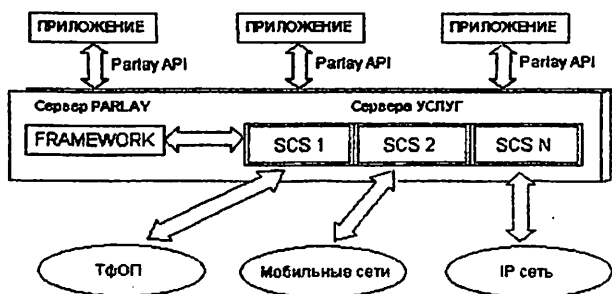 ПРИЛОЖЕНИЕ ПРИЛОЖЕНИЕ ПРИЛОЖЕНИЕ
Parlay API Parlay API Parlay API
Сервер PARLAY Сервера УСЛУГ
FRAMEWORK SCS 1 SCS 2 SCS N
ТфОП Мобильные сети IP сеть